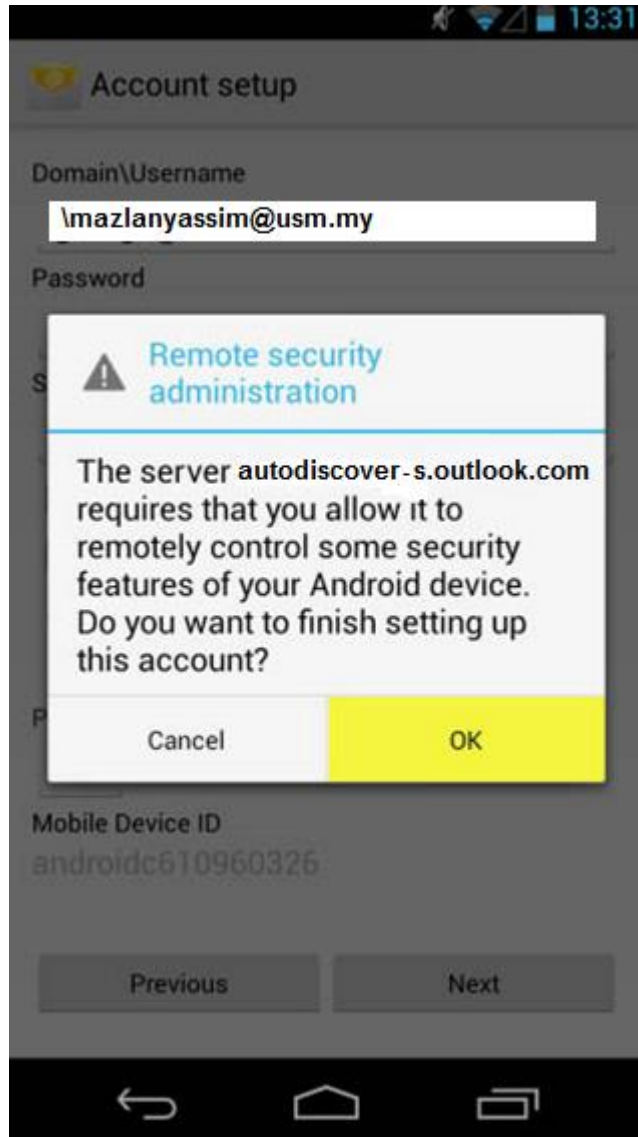 13:31
Account setup
Domain\Username
\mazlanyassim@usm.my
Password
S
Remote security
administration
The server autodiscover-s.outlook.com
requires that you allow it to
remotely control some security
features of your Android device.
Do you want to finish setting up
this account?
P
Cancel OK
Mobile Device ID
androidc610960326
Previous Next